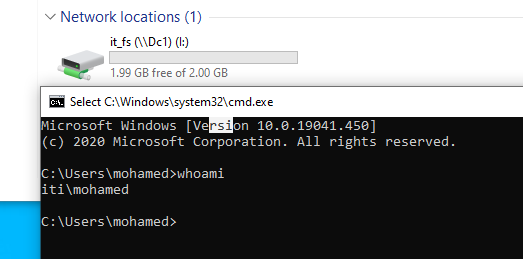 Network locations (1)
it_fs (\\Dc1) (I:)
1.99 GB free of 2.00 GB
Select C:\Windows\system32\cmd.exe
Microsoft Windows [Version 10.0.19041.450]
(c) 2020 Microsoft Corporation. All rights reserved.
C:\Users\mohamed>whoami
iti\mohamed
C:\Users\mohamed>